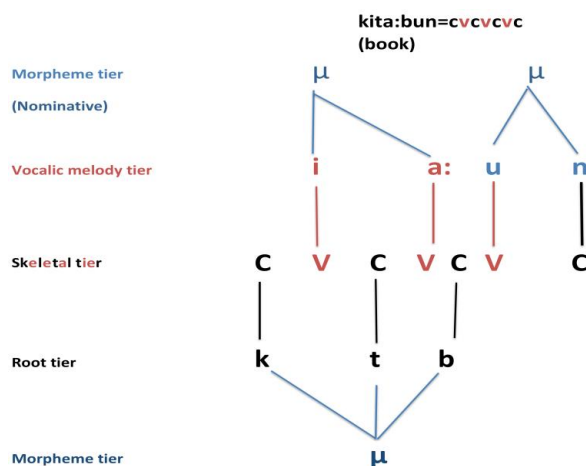 kita:bun=cvcvcvc
(book)
Morpheme tier μ μ
(Nominative)
Vocalic melody tier i a: u n
Skeletal tier C V C V C V C
Root tier k t b
Morpheme tier μ